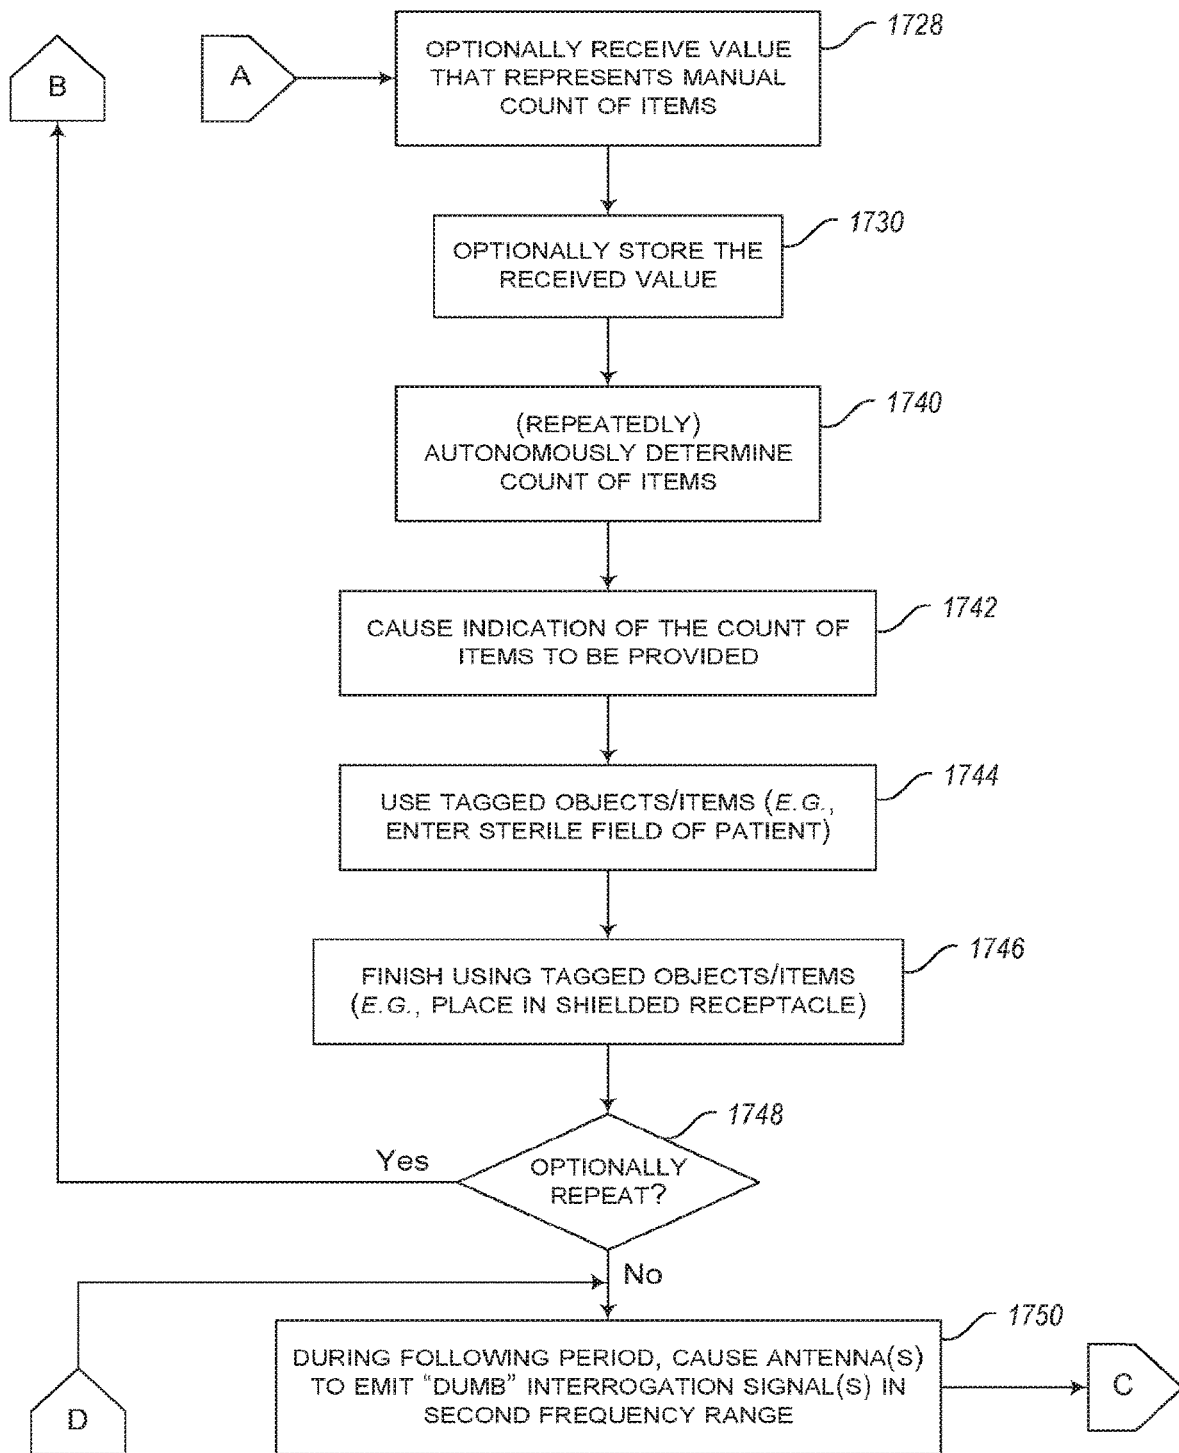 B
A
1728
OPTIONALLY RECEIVE VALUE
THAT REPRESENTS MANUAL
COUNT OF ITEMS
1730
OPTIONALLY STORE THE
RECEIVED VALUE
1740
(REPEATEDLY)
AUTONOMOUSLY DETERMINE
COUNT OF ITEMS
1742
CAUSE INDICATION OF THE COUNT OF
ITEMS TO BE PROVIDED
1744
USE TAGGED OBJECTS/ITEMS (E.G.,
ENTER STERILE FIELD OF PATIENT)
1746
FINISH USING TAGGED OBJECTS/ITEMS
(E.G., PLACE IN SHIELDED RECEPTACLE)
1748
Yes
OPTIONALLY
REPEAT?
No
1750
DURING FOLLOWING PERIOD, CAUSE ANTENNA(S)
TO EMIT “DUMB” INTERROGATION SIGNAL(S) IN
SECOND FREQUENCY RANGE
C
D